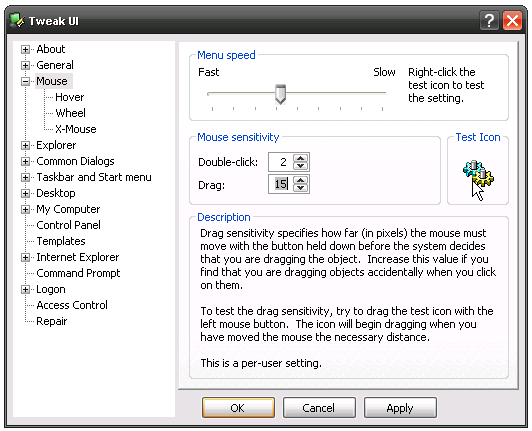 Tweak UI
About
General
Mouse
Hover
Wheel
X-Mouse
Explorer
Common Dialogs
Taskbar and Start menu
Desktop
My Computer
Control Panel
Templates
Internet Explorer
Command Prompt
Logon
Access Control
Repair
Menu speed
Fast
Slow
Right-click the
test icon to test
the setting.
Mouse sensitivity
Double-click: 2
Drag: 15
Test Icon
Description
Drag sensitivity specifies how far (in pixels) the mouse must
move with the button held down before the system decides
that you are dragging the object. Increase this value if you
find that you are dragging objects accidentally when you click
on them.
To test the drag sensitivity, try to drag the test icon with the
left mouse button. The icon will begin dragging when you
have moved the mouse the necessary distance.
This is a per-user setting.
OK
Cancel
Apply